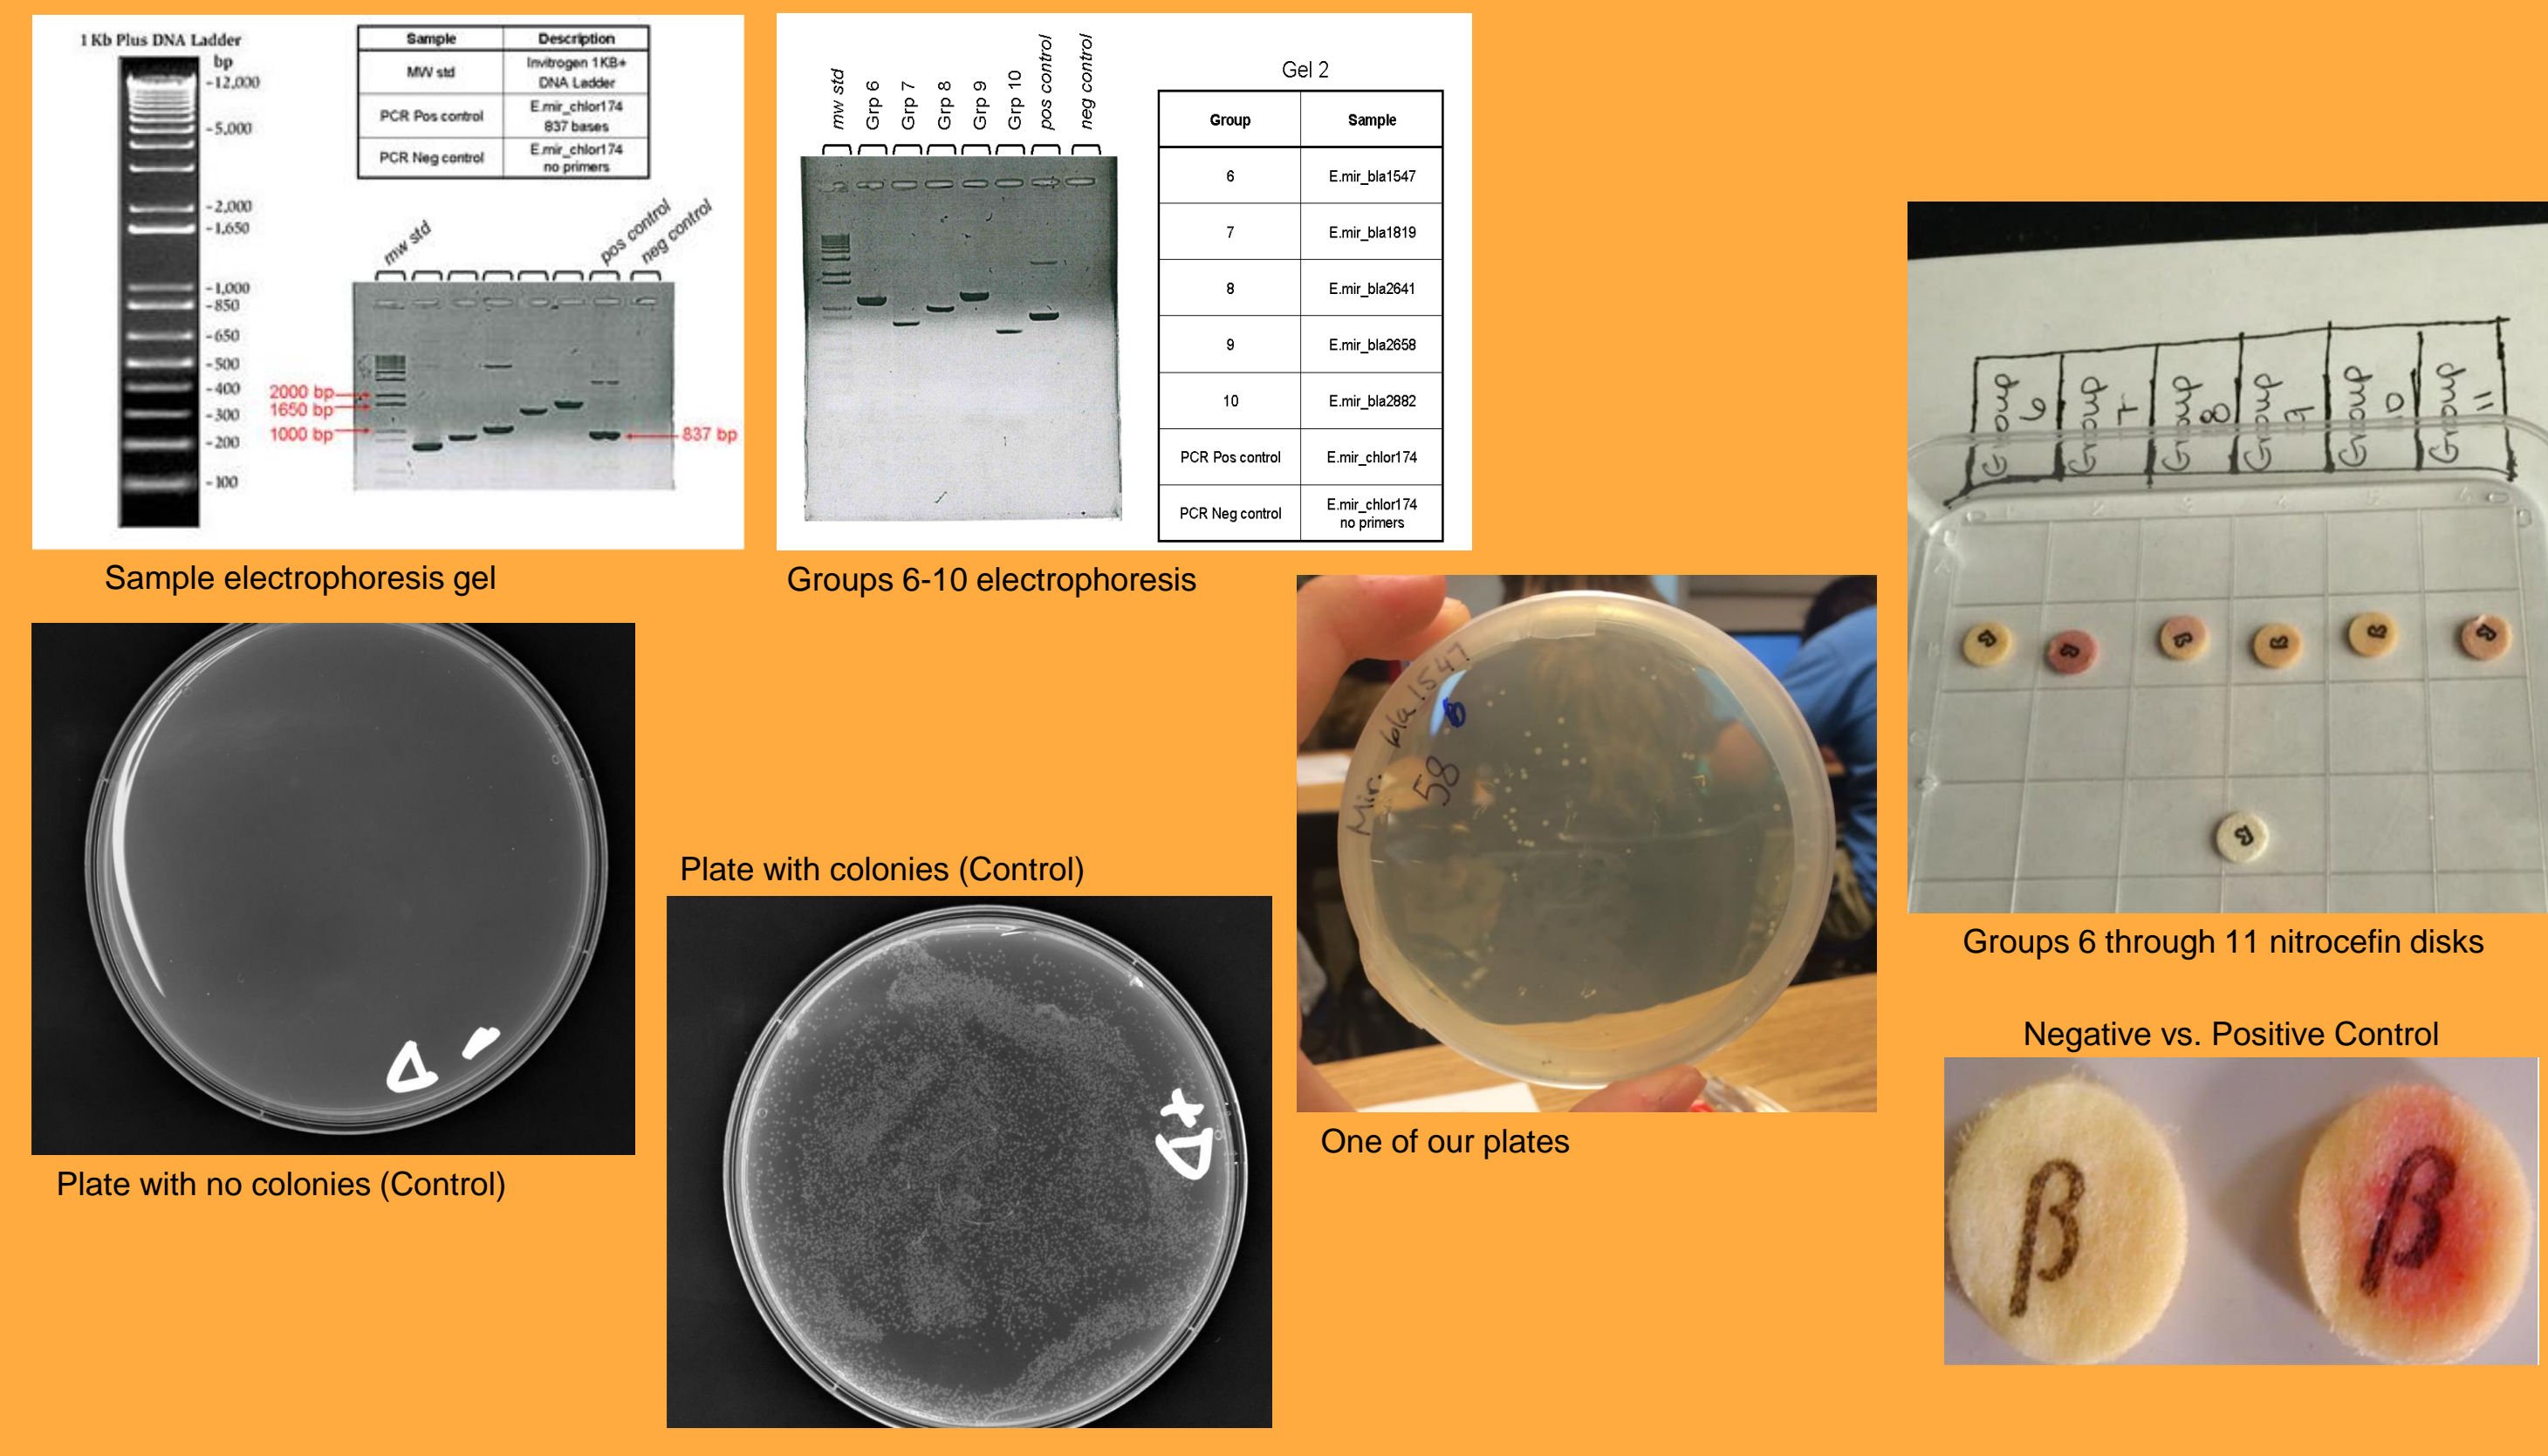 1 Kb Plus DNA Ladder
bp
-12,000
-5,000
-2,000
-1,650
-1,000
-850
-650
-500
-400
-300
-200
-100
Sample Description
MW std Invitrogen 1KB+ DNA Ladder
PCR Pos control E.mir_chlor174 837 bases
PCR Neg control E.mir_chlor174 no primers
mw std
pos control
neg control
2000 bp
1650 bp
1000 bp
837 bp
Sample electrophoresis gel
mw std
Grp 6
Grp 7
Grp 8
Grp 9
Grp 10
pos control
neg control
Gel 2
Group Sample
6 E.mir_bla1547
7 E.mir_bla1819
8 E.mir_bla2641
9 E.mir_bla2658
10 E.mir_bla2882
PCR Pos control E.mir_chlor174
PCR Neg control E.mir_chlor174
no primers
Groups 6-10 electrophoresis
Group 6
Group 7
Group 8
Group 9
Group 10
Group 11
β
β
β
β
β
β
β
Groups 6 through 11 nitrocefin disks
Negative vs. Positive Control
β
β
D -
Plate with no colonies (Control)
Plate with colonies (Control)
D+
Mir. bla1547
58
One of our plates